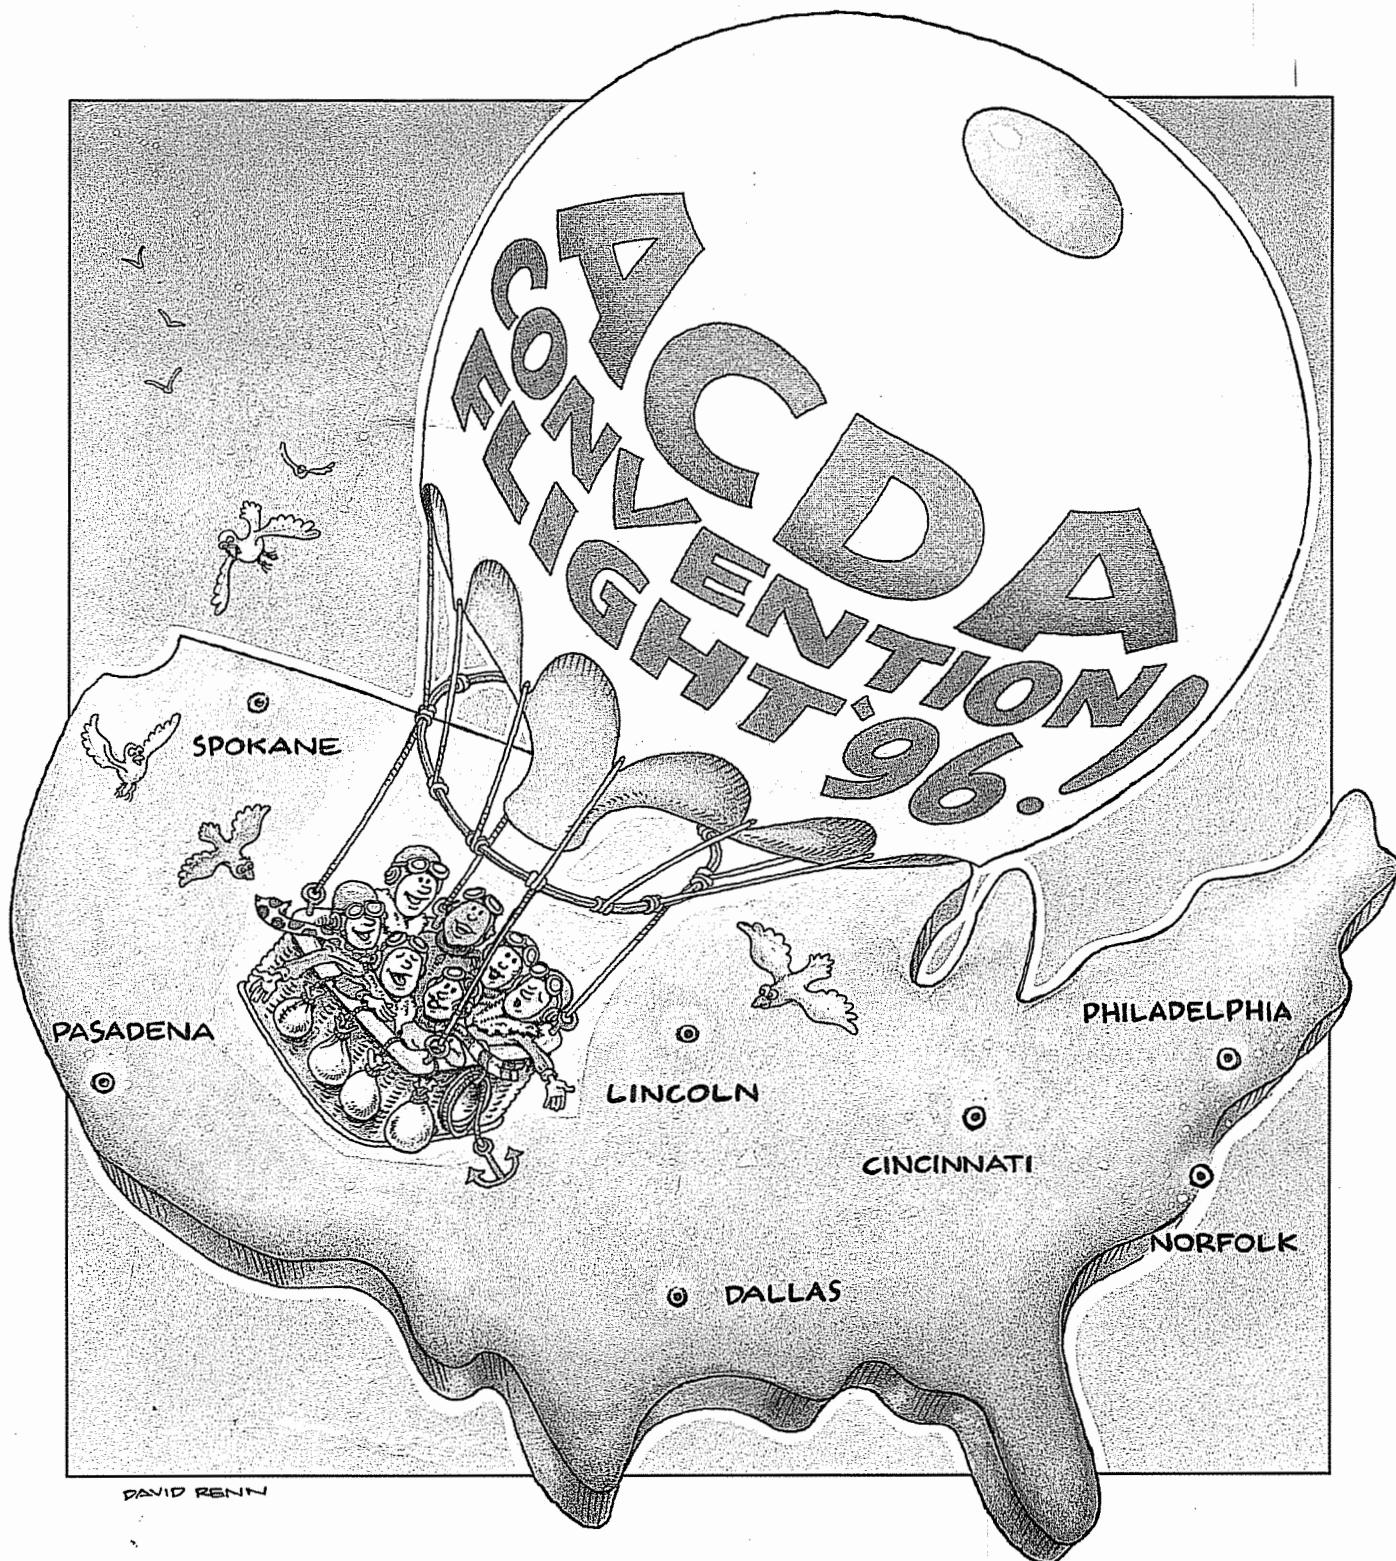 ACDA
CONVENTION
FLIGHT '96!
SPOKANE
PASADENA
LINCOLN
PHILADELPHIA
CINCINNATI
NORFOLK
DALLAS
DAVID RENN